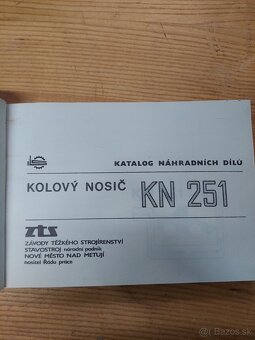 KATALOG NÁHRADNÍCH DÍLŮ
KOLOVÝ NOSIČ KN 251
zts
ZÁVODY TĚŽKÉHO STROJÍRENSTVÍ
STAVOSTROJ národní podnik
NOVÉ MĚSTO NAD METUJÍ
nositel Řádu práce
Bazos.sk